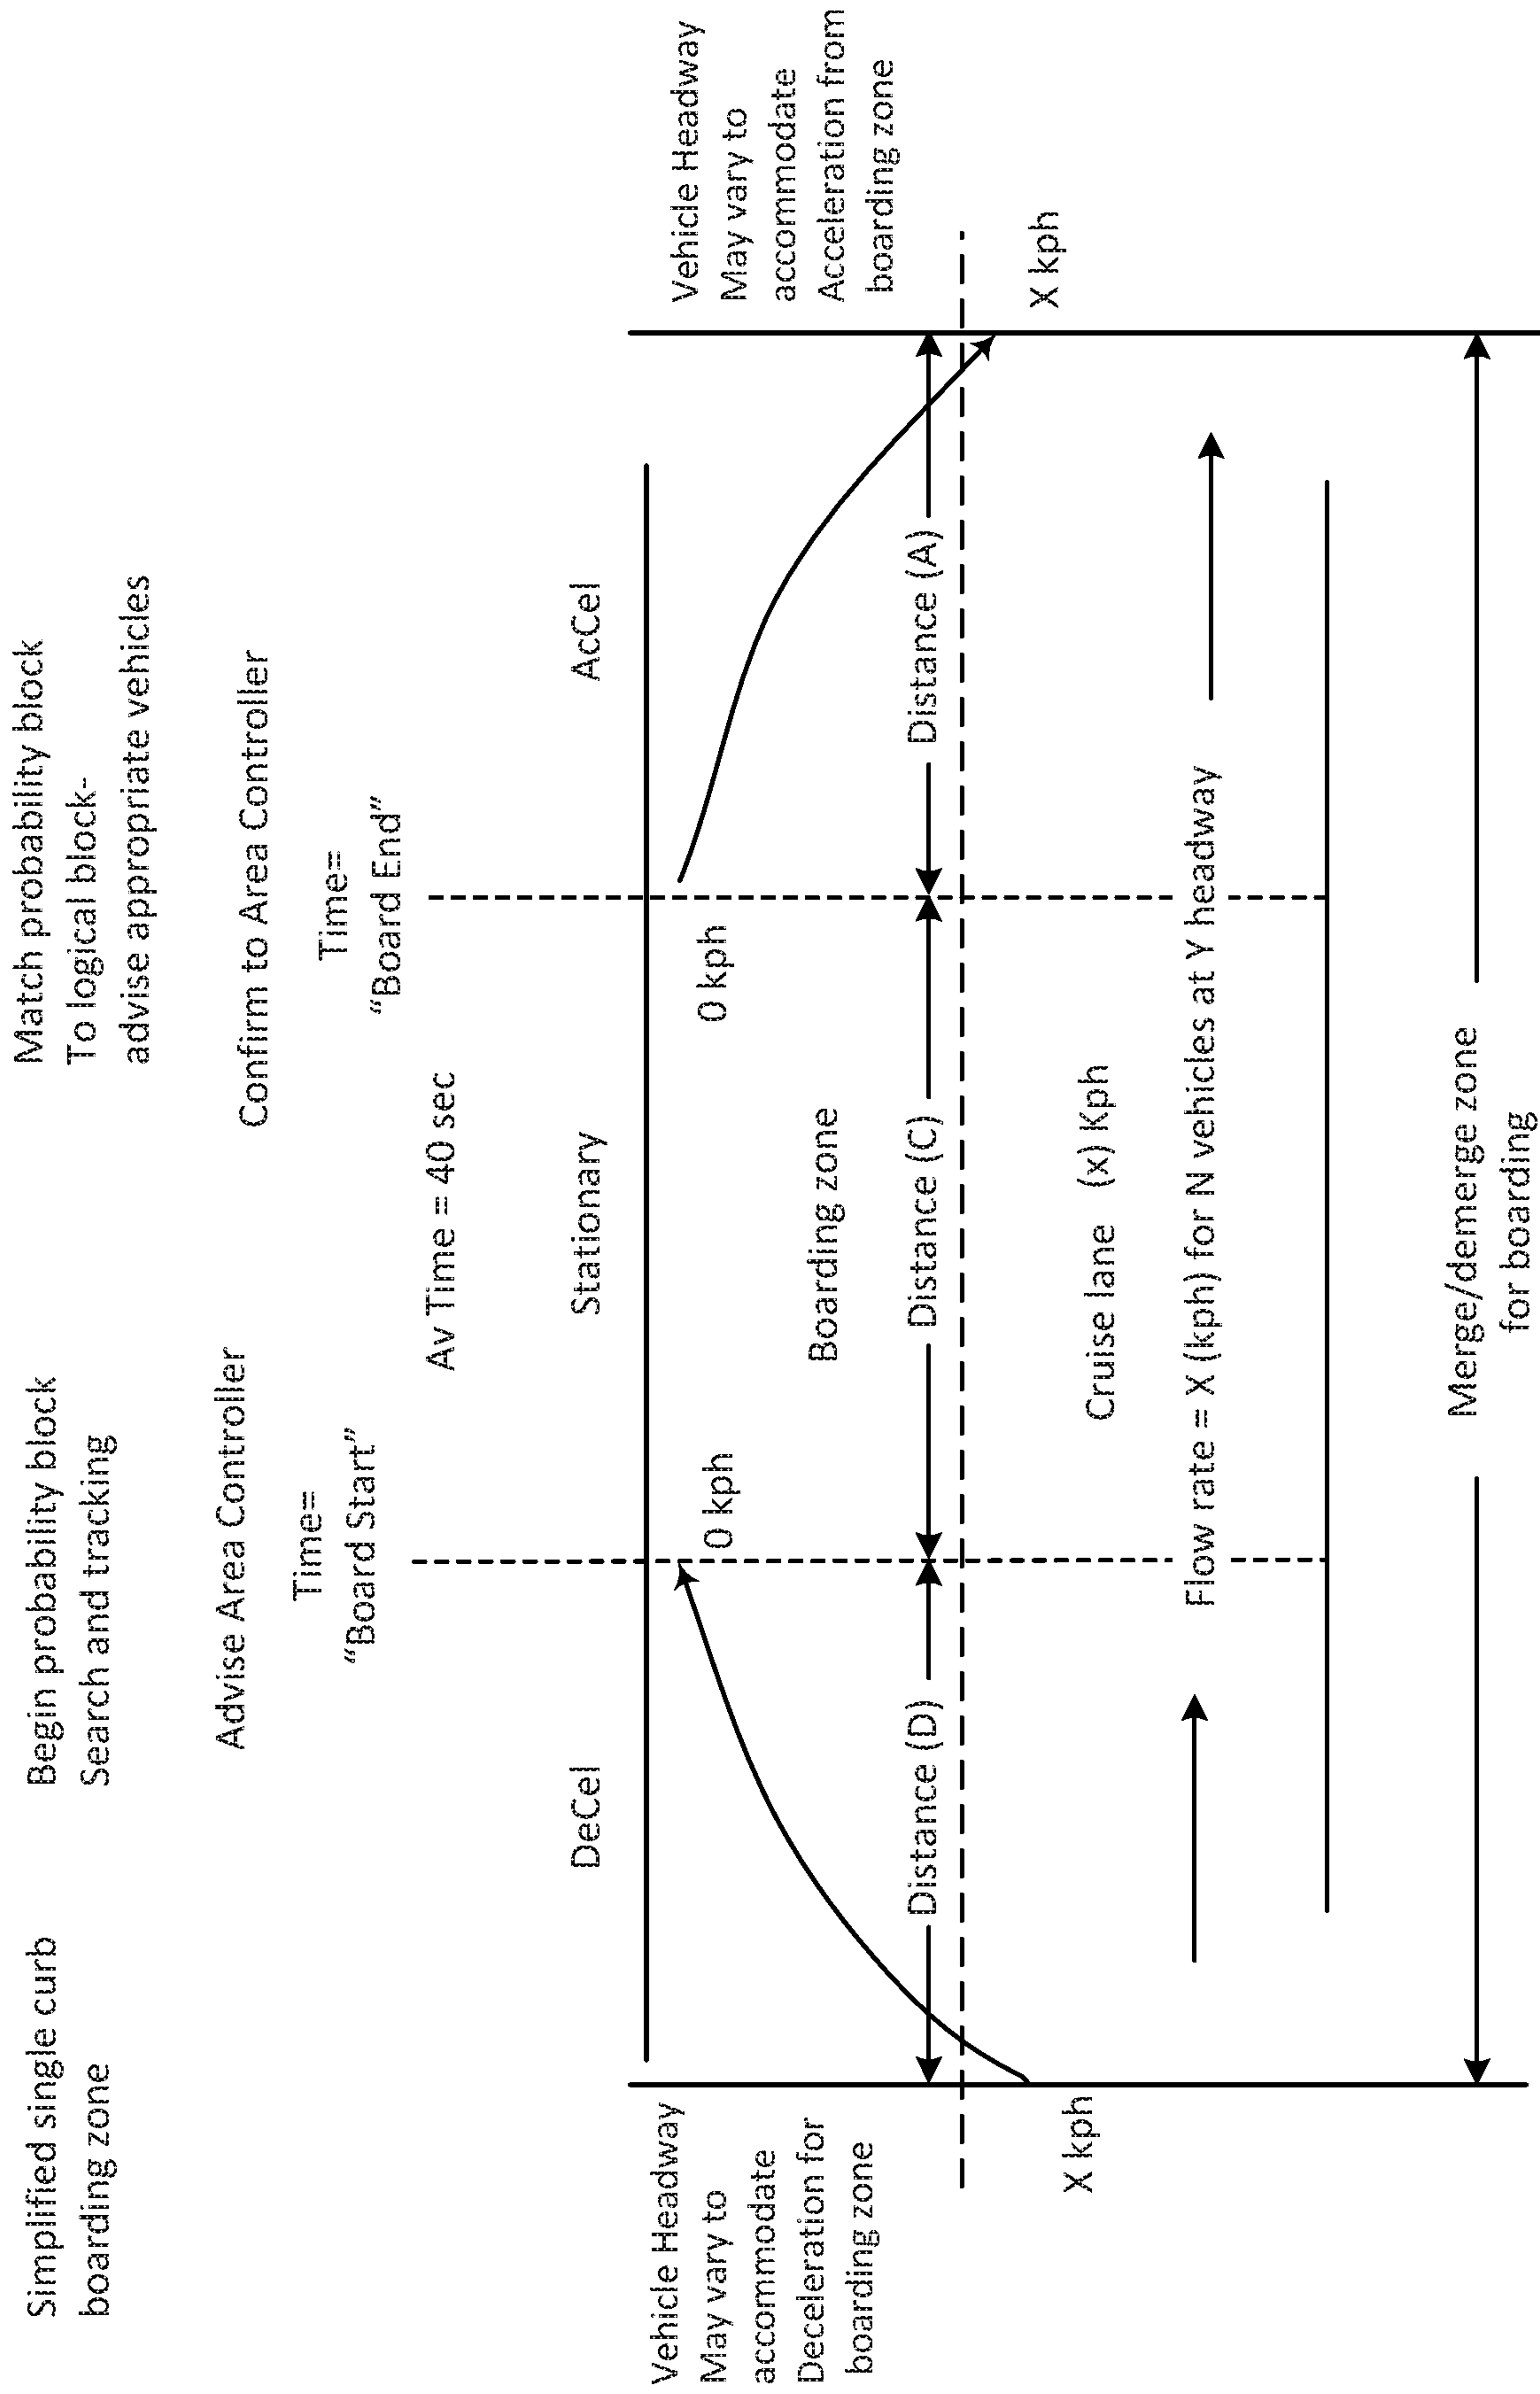 Simplified single curb
boarding zone
Begin probability block
Search and tracking
Match probability block
To logical block-
advise appropriate vehicles
Advise Area Controller
Confirm to Area Controller
Time=
"Board Start"
Time=
"Board End"
Av Time = 40 sec
DeCel
Stationary
AcCel
Vehicle Headway
May vary to
accommodate
Deceleration for
boarding zone
0 kph
0 kph
Vehicle Headway
May vary to
accommodate
Acceleration from
boarding zone
Boarding zone
Distance (D)
Distance (C)
Distance (A)
X kph
X kph
Cruise lane (x) Kph
Flow rate = X (kph) for N vehicles at Y headway
Merge/demerge zone
for boarding